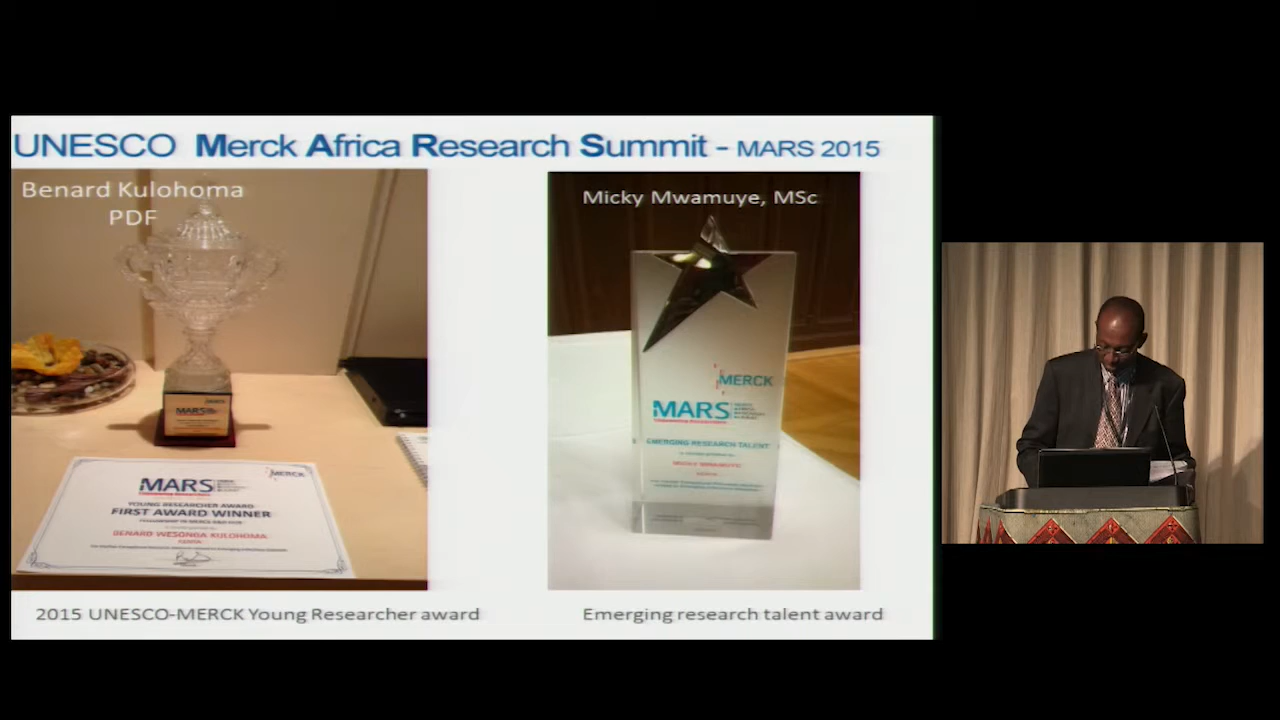 UNESCO Merck Africa Research Summit - MARS 2015
Benard Kulohoma
PDF
MARS
MERCK
MARS
YOUNG RESEARCHER AWARD
FIRST AWARD WINNER
BENARD WESONGA KULOHOMA
KENYA
2015 UNESCO-MERCK Young Researcher award
Micky Mwamuye, MSc
MERCK
MARS
EMERGING RESEARCH TALENT
MICKY MWAMUYE
KENYA
Emerging research talent award